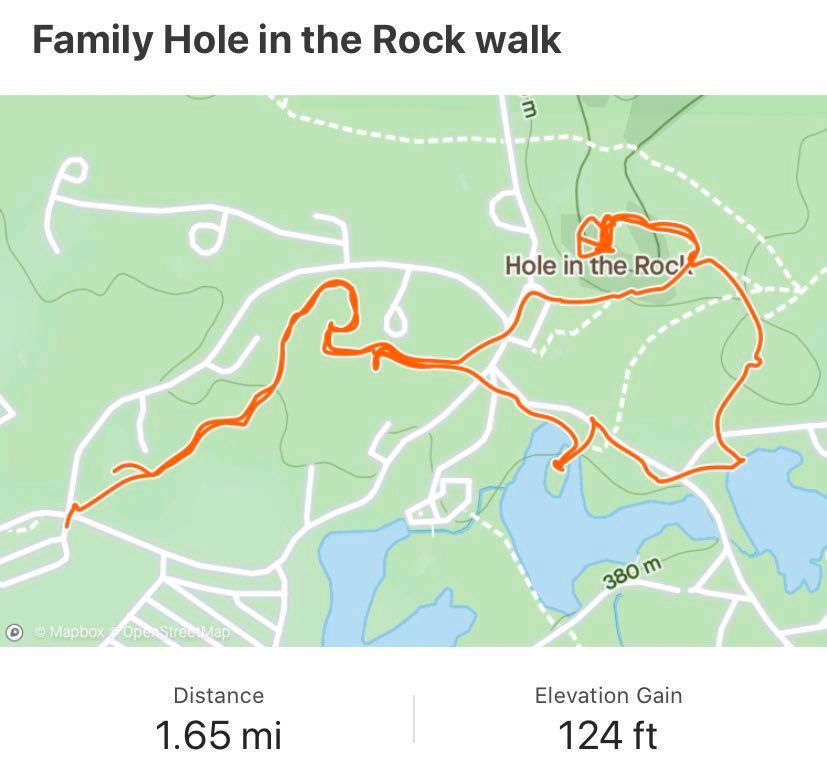 Family Hole in the Rock walk
m
Hole in the Rock
380 m
© Mapbox © OpenStreetMap
Distance
1.65 mi
Elevation Gain
124 ft